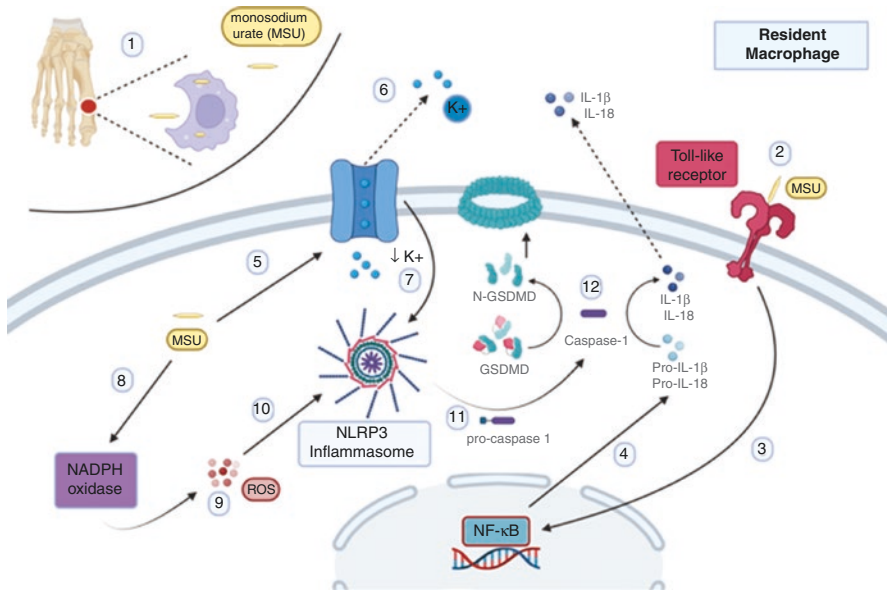 1
monosodium
urate (MSU)
Resident
Macrophage
6
K+
IL-1β
IL-18
Toll-like
receptor
2
MSU
5
↓ K+
7
N-GSDMD
12
IL-1β
IL-18
MSU
GSDMD
Caspase-1
Pro-IL-1β
Pro-IL-18
8
10
NLRP3
Inflammasome
11
pro-caspase 1
4
3
NADPH
oxidase
9
ROS
NF-κB